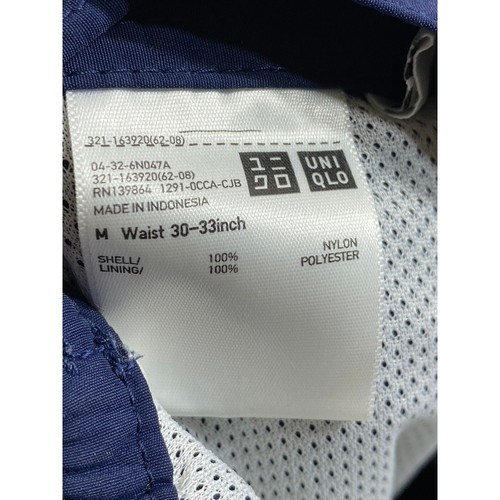 321-163920(62-08)
04-32-6N047A
321-163920(62-08)
RN139864 1291-0CCA-CJB
MADE IN INDONESIA
ユニ
クロ
UNI
QLO
M Waist 30-33inch
SHELL/ 100% NYLON
LINING/ 100% POLYESTER